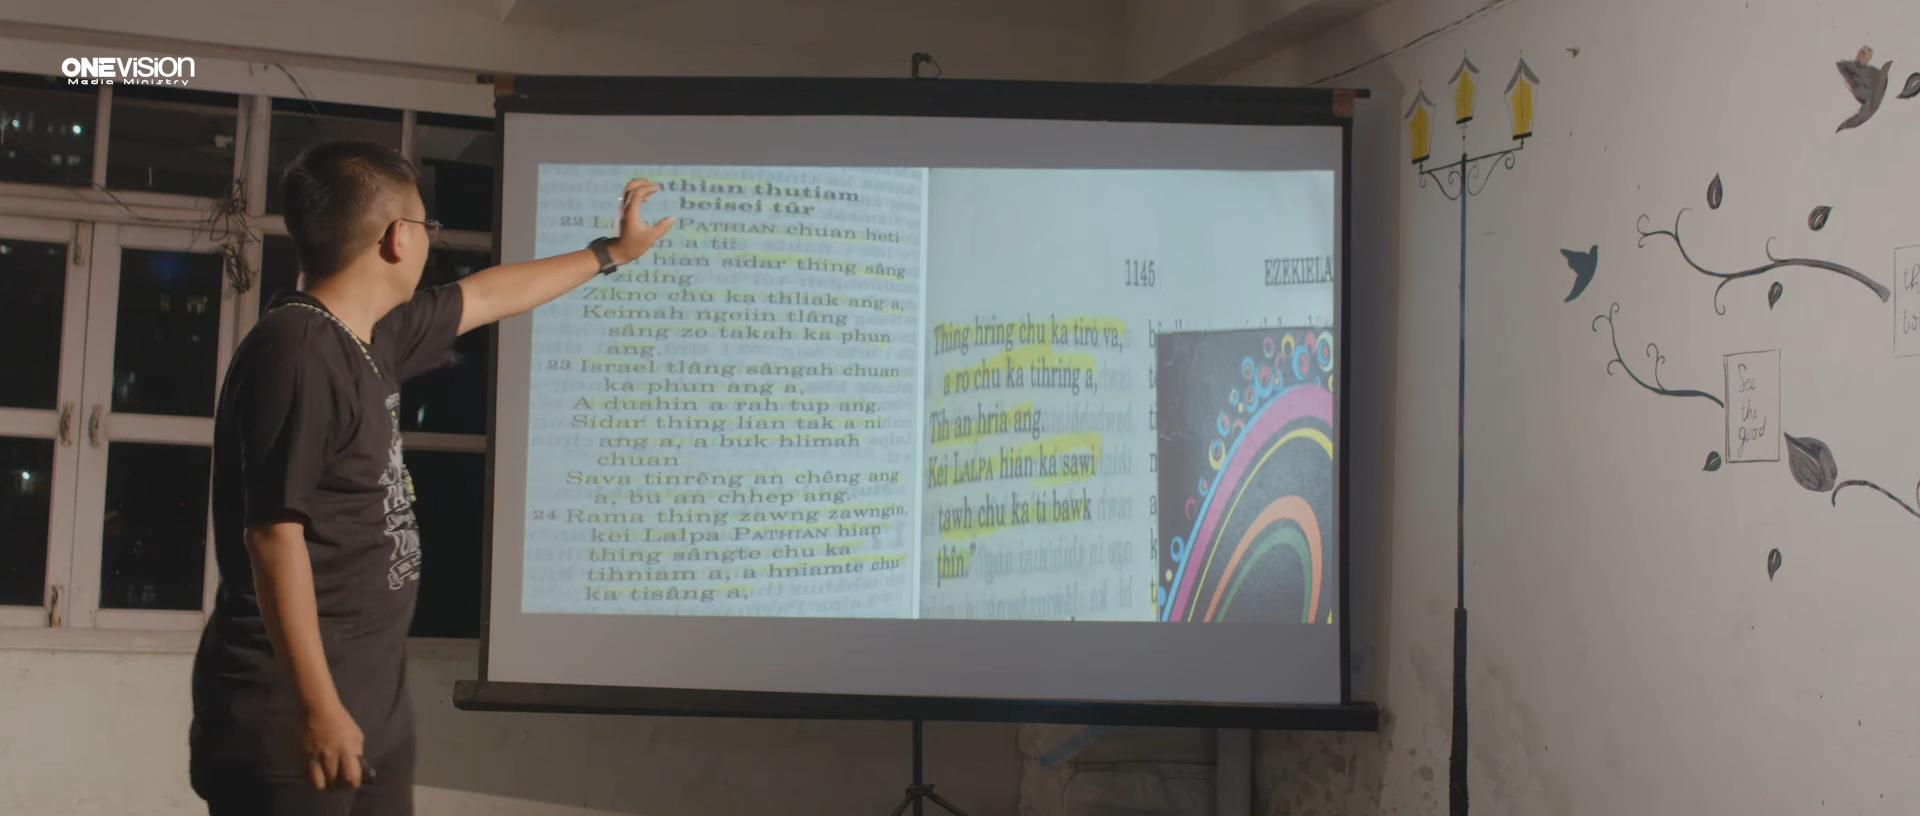 ONEVISION
Media Ministry
athian thutiam
beisei tûr
22 PATHIAN chuan heti
a ti:
hian sidar thing sâng
ziding
Zikno chu ka thliak ang a,
Keimah ngeiin tlâng
sâng zo takah ka phun
ang.
23 Israel tlâng sângah chuan
ka phun ang a,
A duahin a rah tup ang.
Sidar thing lian tak a ni
ang a, a buk hlimah
chuan
Sava tinrêng an chêng ang
a, bu an chhep ang.
24 Rama thing zawng zawngin,
kei Lalpa PATHIAN hian
thing sângte chu ka
tihniam a, a hniamte chu
ka tisâng a,
1145 EZEKIELA
Thing hring chu ka tiro va,
a ro chu ka tihring a,
Tih an hria ang.
Kei LALPA hián ka sawi
tawh chu ka ti bawk
thin."
See
the
good